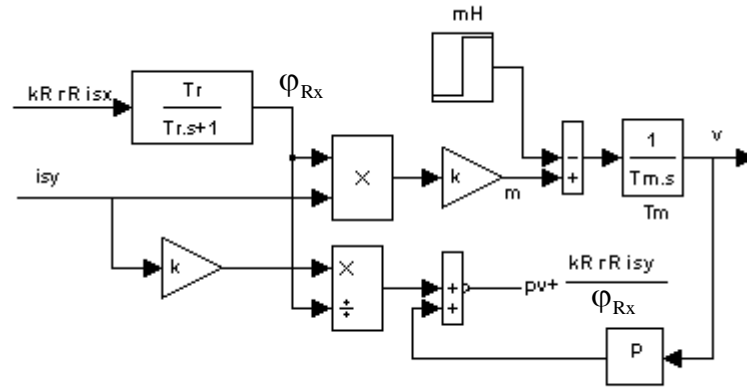 mH
kR rR isx
Tr
Tr.s+1
φRx
isy
×
k
m
−
+
1
Tm.s
Tm
v
k
×
÷
+
+
pv+ kR rR isy
φRx
P